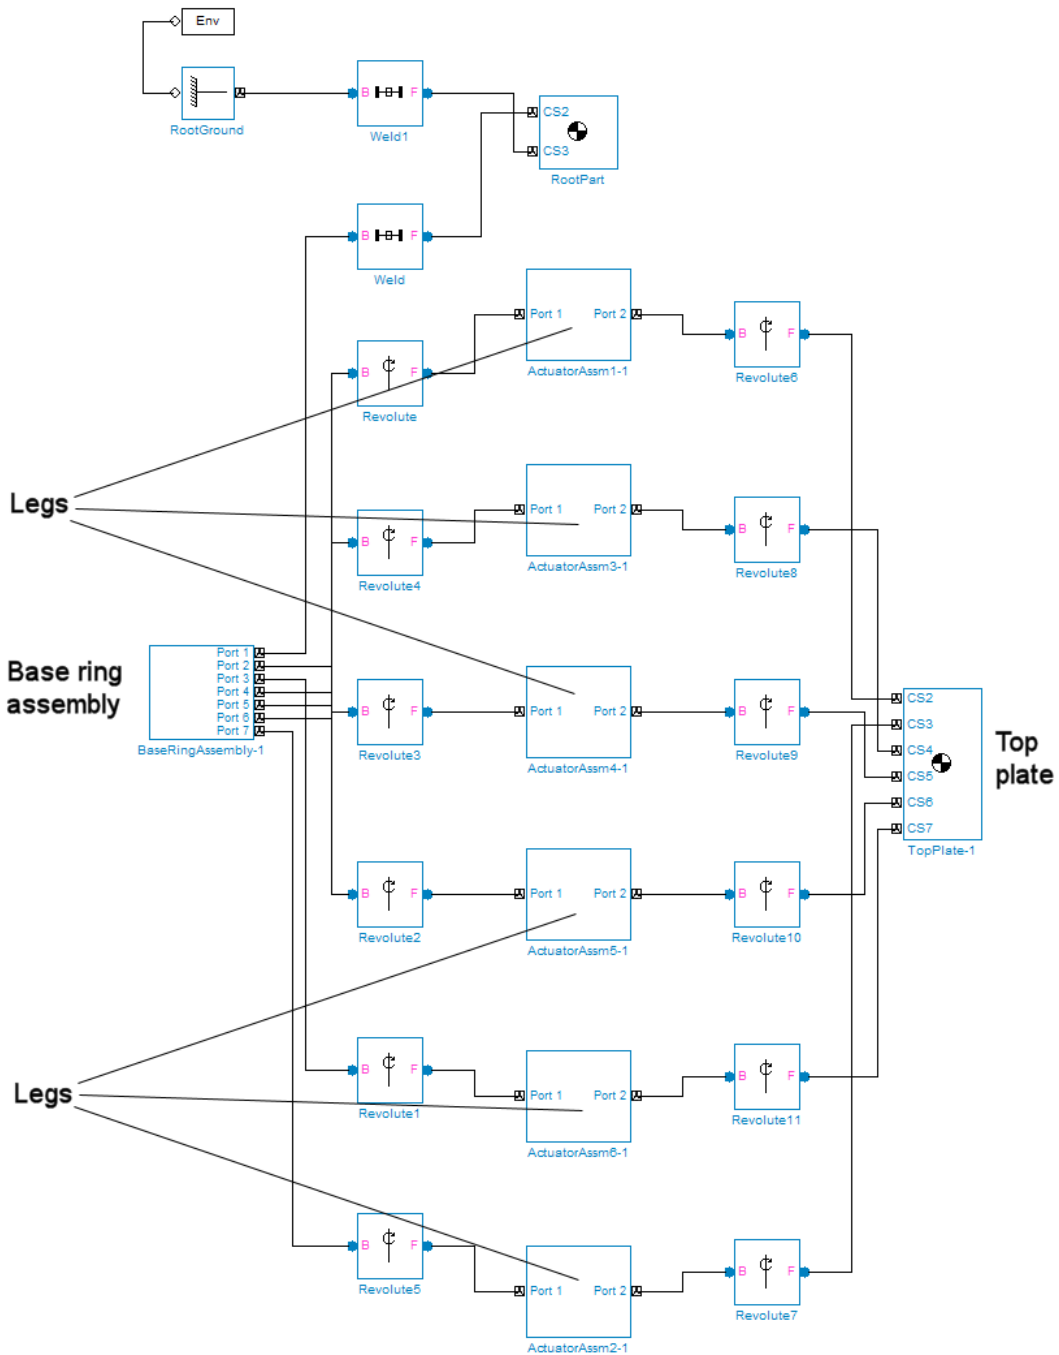 Env
RootGround
B F
Weld1
CS2
CS3
RootPart
B F
Weld
B F
Revolute
Port 1 Port 2
ActuatorAssm1-1
B F
Revolute6
Legs
B F
Revolute4
Port 1 Port 2
ActuatorAssm3-1
B F
Revolute8
Base ring
assembly
Port 1
Port 2
Port 3
Port 4
Port 5
Port 6
Port 7
BaseRingAssembly-1
B F
Revolute3
Port 1 Port 2
ActuatorAssm4-1
B F
Revolute9
CS2
CS3
CS4
CS5
CS6
CS7
TopPlate-1
Top
plate
B F
Revolute2
Port 1 Port 2
ActuatorAssm5-1
B F
Revolute10
Legs
B F
Revolute1
Port 1 Port 2
ActuatorAssm6-1
B F
Revolute11
B F
Revolute5
Port 1 Port 2
ActuatorAssm2-1
B F
Revolute7